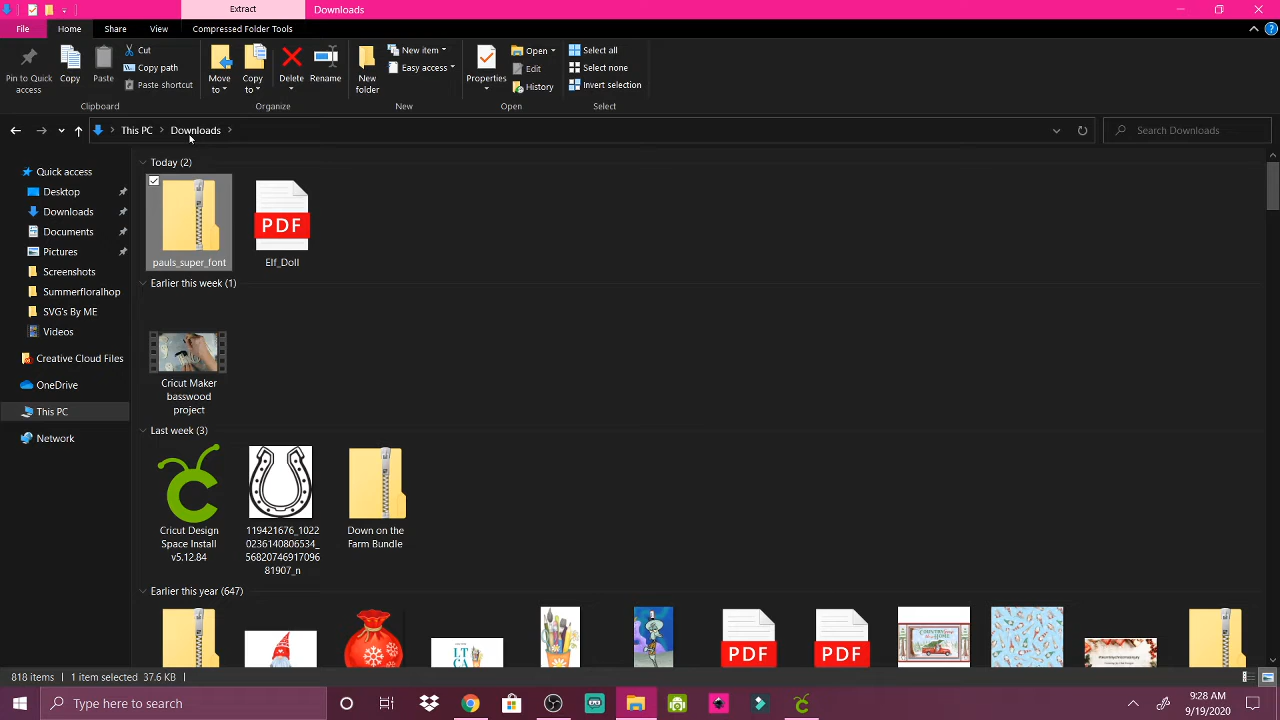 Extract
Downloads
File
Home
Share
View
Compressed Folder Tools
Pin to Quick access
Copy
Paste
Cut
Copy path
Paste shortcut
Move to
Copy to
Delete
Rename
New folder
New item
Easy access
Properties
Open
Edit
History
Select all
Select none
Invert selection
Clipboard
Organize
New
Open
Select
This PC
Downloads
Search Downloads
Quick access
Desktop
Downloads
Documents
Pictures
Screenshots
Summerfloralhop
SVG's By ME
Videos
Creative Cloud Files
OneDrive
This PC
Network
Today (2)
pauls_super_font
PDF
Elf_Doll
Earlier this week (1)
Cricut Maker
basswood
project
Last week (3)
Cricut Design
Space Install
v5.12.84
119421676_1022
0236140806534_
56820746917096
81907_n
Down on the
Farm Bundle
Earlier this year (647)
PDF
PDF
818 items
1 item selected 37.6 KB
Type here to search
9:28 AM
9/19/2020